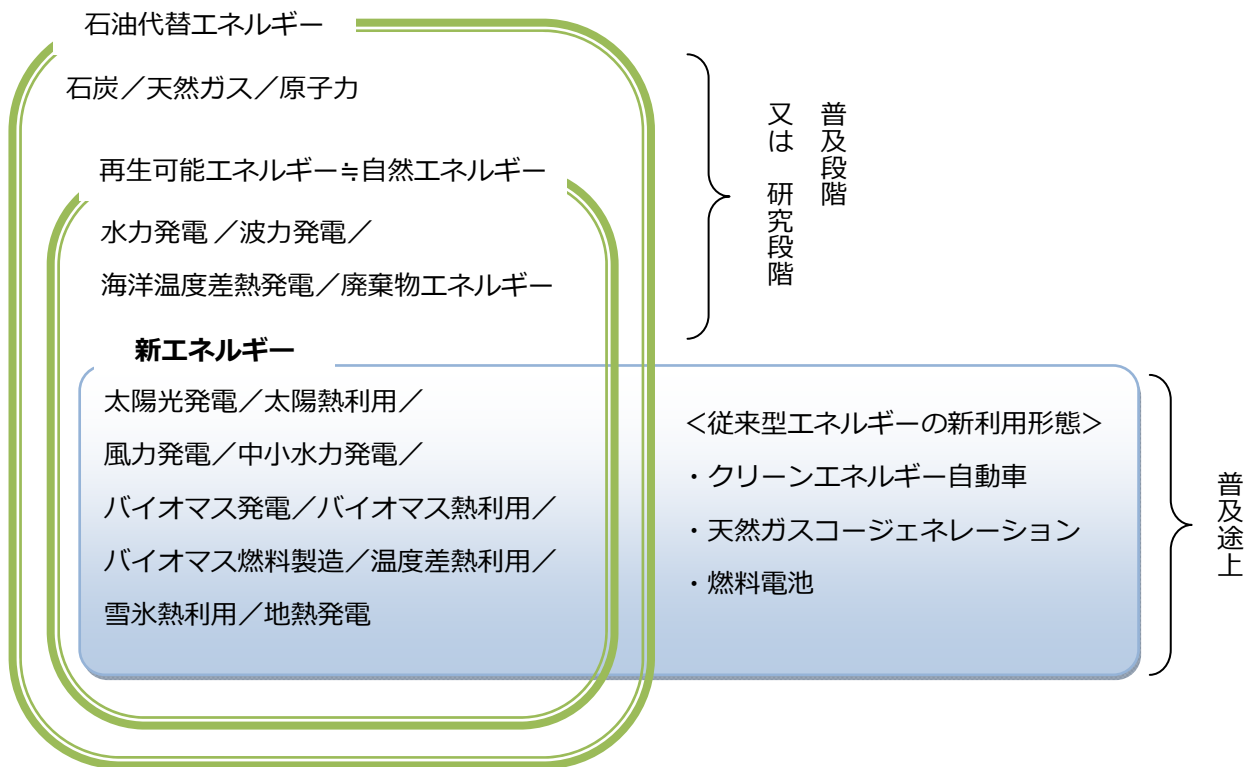 石油代替エネルギー
石炭／天然ガス／原子力
再生可能エネルギー≒自然エネルギー
水力発電／波力発電／
海洋温度差熱発電／廃棄物エネルギー
普及段階
又は　研究段階
新エネルギー
太陽光発電／太陽熱利用／
風力発電／中小水力発電／
バイオマス発電／バイオマス熱利用／
バイオマス燃料製造／温度差熱利用／
雪氷熱利用／地熱発電
＜従来型エネルギーの新利用形態＞
・クリーンエネルギー自動車
・天然ガスコージェネレーション
・燃料電池
普及途上